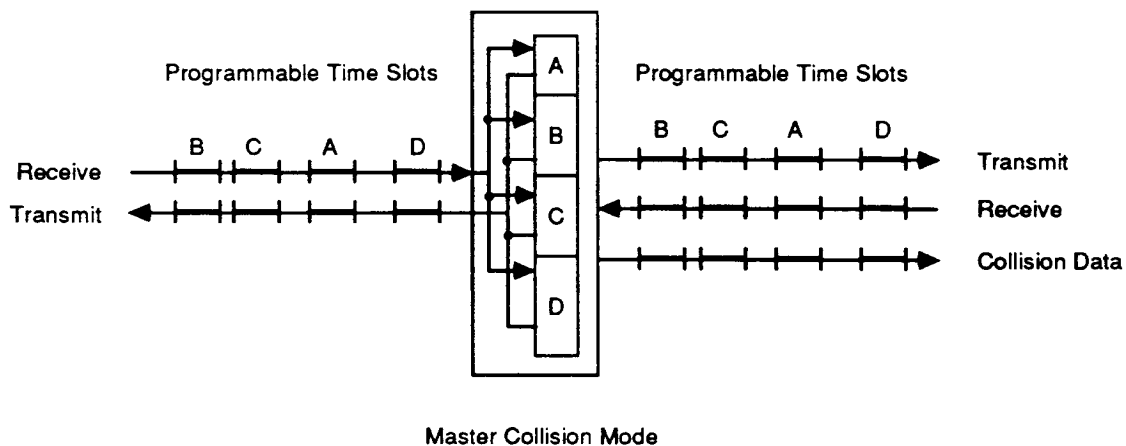 Programmable Time Slots
Programmable Time Slots
A
B
C
D
B C A D
Receive
Transmit
B C A D
Transmit
Receive
Collision Data
Master Collision Mode